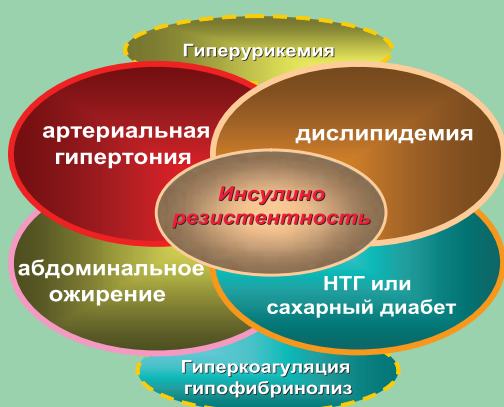 Гиперурикемия
артериальная
гипертония
дислипидемия
Инсулино
резистентность
абдоминальное
ожирение
НТГ или
сахарный диабет
Гиперкоагуляция
гипофибринолиз